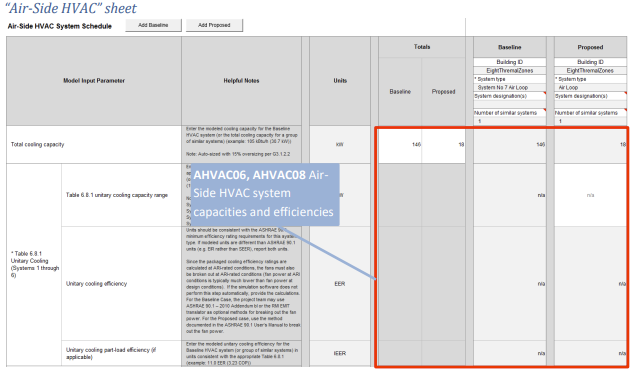 "Air-Side HVAC" sheet
Air-Side HVAC System Schedule
Add Baseline
Add Proposed
Model Input Parameter
Helpful Notes
Units
Totals
Baseline
Proposed
Baseline
Building ID
EightThremalZones
* System type
System No 7 Air Loop
System designation(s)
Number of similar systems
1
Proposed
Building ID
EightThremalZones
* System type
Air Loop
System designation(s)
Number of similar systems
1
Total cooling capacity
Enter the modeled cooling capacity for the Baseline
HVAC system (or the total cooling capacity for a group
of similar systems) (example: 105 kBtuh (30.7 kW))
Note: Auto-sized with 15% oversizing per G3.1.2.2
kW
146
18
146
18
AHVAC06, AHVAC08 Air-
Side HVAC system
capacities and efficiencies
* Table 6.8.1
Unitary Cooling
(Systems 1 through
6)
Table 6.8.1 unitary cooling capacity range
n/a
n/a
Unitary cooling efficiency
Units should be consistent with the ASHRAE 90.1
minimum efficiency rating requirements for this system
type. If modeled units are different than ASHRAE 90.1
units (e.g. EIR rather than SEER), report both units.
Since the packaged cooling efficiency ratings are
calculated at ARI-rated conditions, the fans must also
be broken out at ARI-rated conditions (fan power at ARI
conditions is typically much lower than fan power at
design conditions). If the simulation software does not
perform this step automatically, provide the calculations.
For the Baseline Case, the project team may use
ASHRAE 90.1 – 2010 Addendum bi or the RMI EMIT
translator as optional methods for breaking out the fan
power. For the Proposed case, use the method
documented in the ASHRAE 90.1 User's Manual to break
out the fan power.
EER
n/a
n/a
Unitary cooling part-load efficiency (if
applicable)
Enter the modeled unitary cooling efficiency for the
Baseline HVAC system (or group of similar systems) in
units consistent with the appropriate Table 6.8.1
(example: 11.0 EER (3.23 COP))
IEER
n/a
n/a